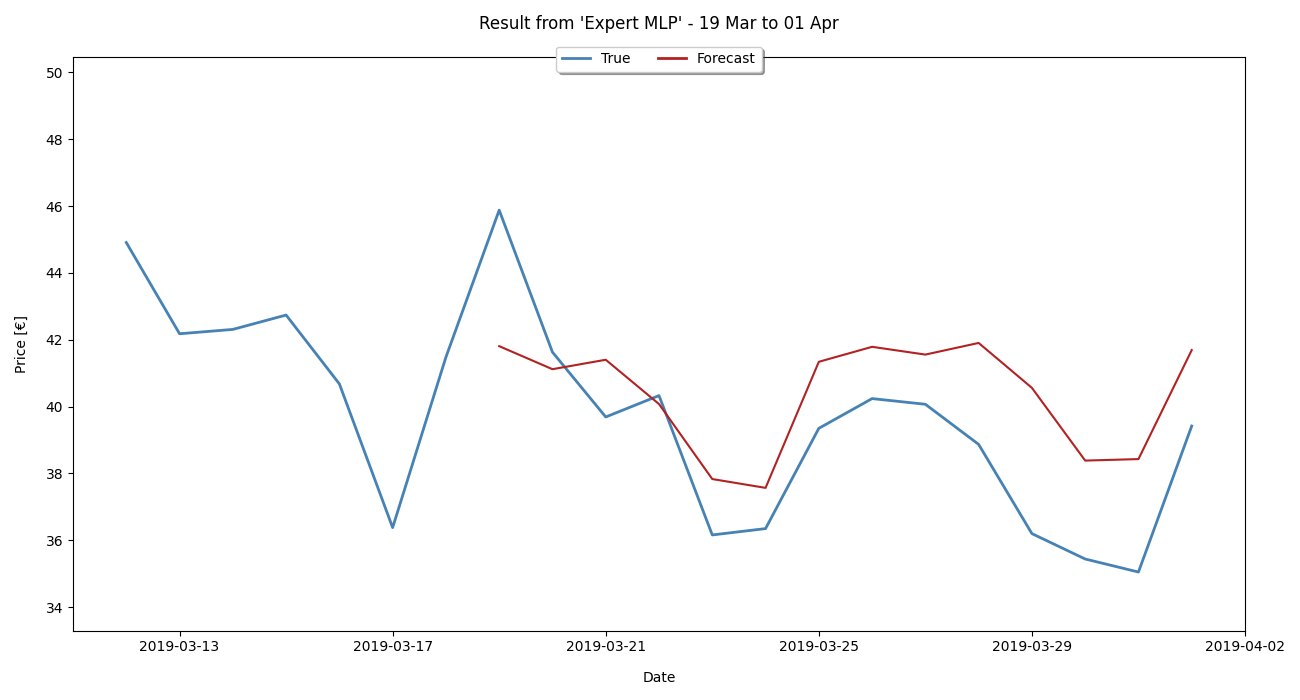 Result from 'Expert MLP' - 19 Mar to 01 Apr
True Forecast
50
48
46
44
42
40
38
36
34
Price [€]
2019-03-13 2019-03-17 2019-03-21 2019-03-25 2019-03-29 2019-04-02
Date